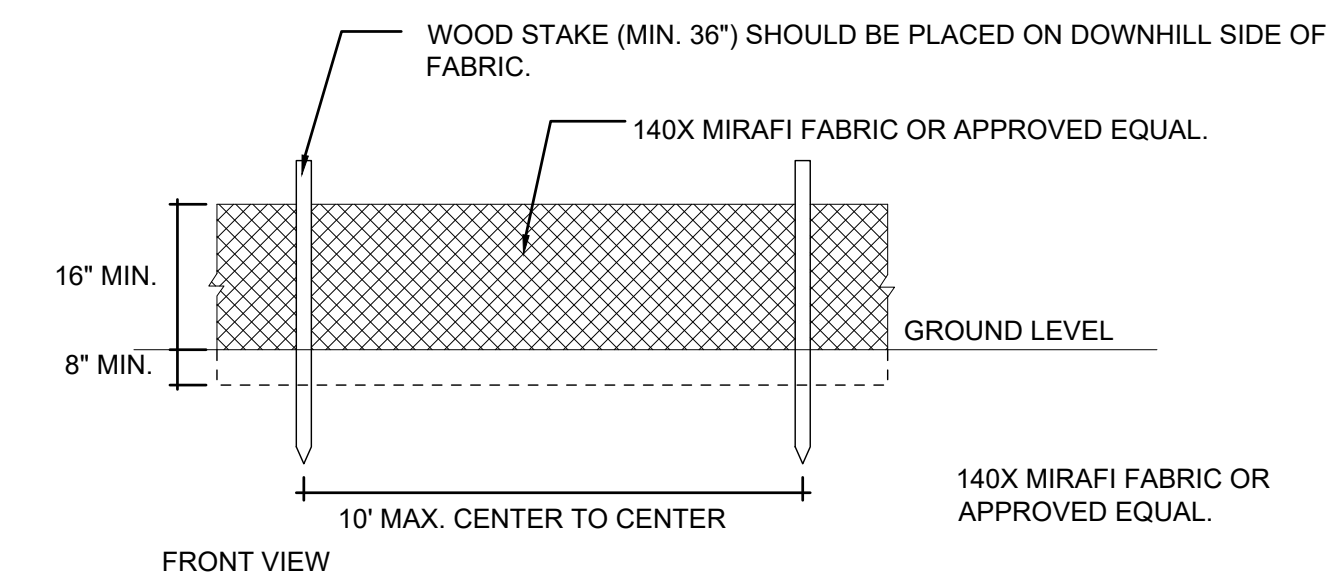 WOOD STAKE (MIN. 36") SHOULD BE PLACED ON DOWNHILL SIDE OF
FABRIC.
140X MIRAFI FABRIC OR APPROVED EQUAL.
16" MIN.
GROUND LEVEL
8" MIN.
140X MIRAFI FABRIC OR
APPROVED EQUAL.
10' MAX. CENTER TO CENTER
FRONT VIEW